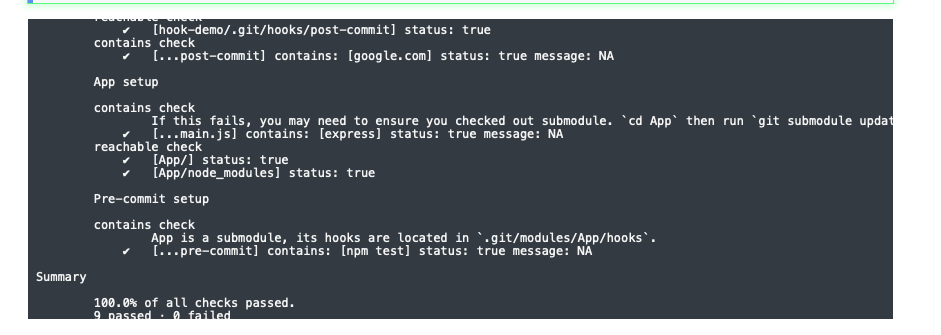 reachable check
✔ [hook-demo/.git/hooks/post-commit] status: true
contains check
✔ [...post-commit] contains: [google.com] status: true message: NA
App setup
contains check
If this fails, you may need to ensure you checked out submodule. `cd App` then run `git submodule updat
✔ [...main.js] contains: [express] status: true message: NA
reachable check
✔ [App/] status: true
✔ [App/node_modules] status: true
Pre-commit setup
contains check
App is a submodule, its hooks are located in `.git/modules/App/hooks`.
✔ [...pre-commit] contains: [npm test] status: true message: NA
Summary
100.0% of all checks passed.
9 passed · 0 failed